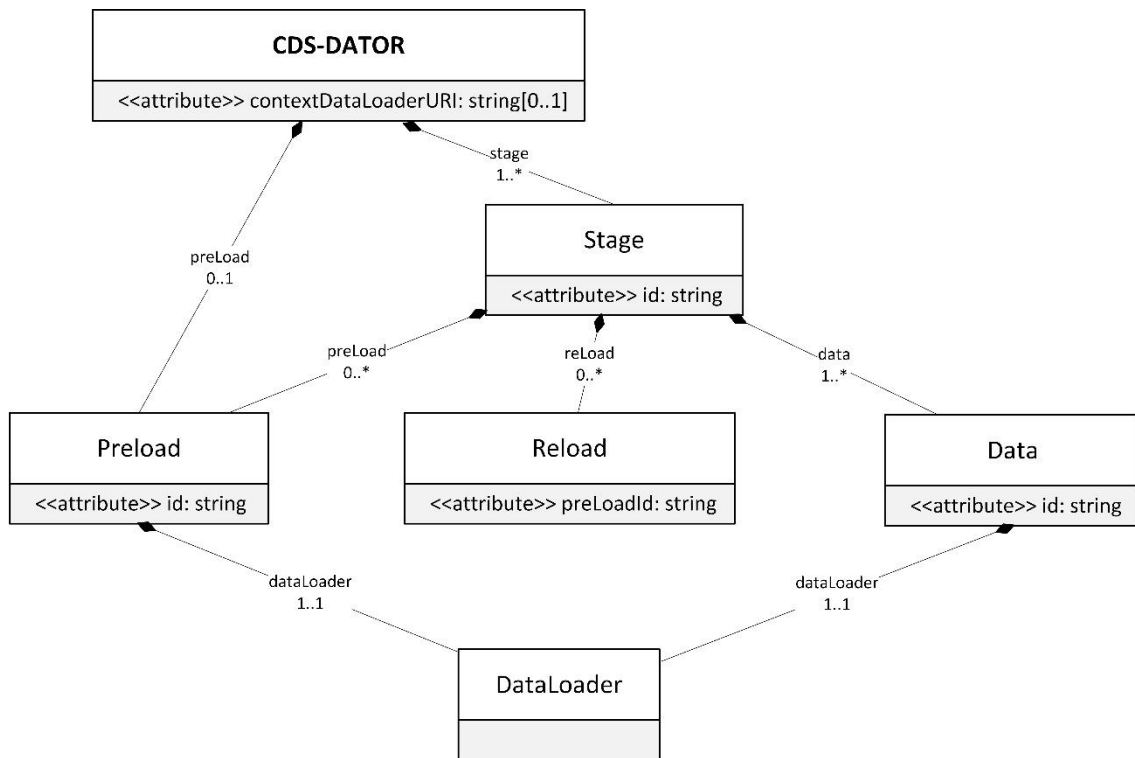 CDS-DATOR
<<attribute>> contextDataLoaderURI: string[0..1]
stage
1..*
Stage
<<attribute>> id: string
preLoad
0..1
preLoad
0..*
reLoad
0..*
data
1..*
Preload
<<attribute>> id: string
Reload
<<attribute>> preLoadId: string
Data
<<attribute>> id: string
dataLoader
1..1
dataLoader
1..1
DataLoader